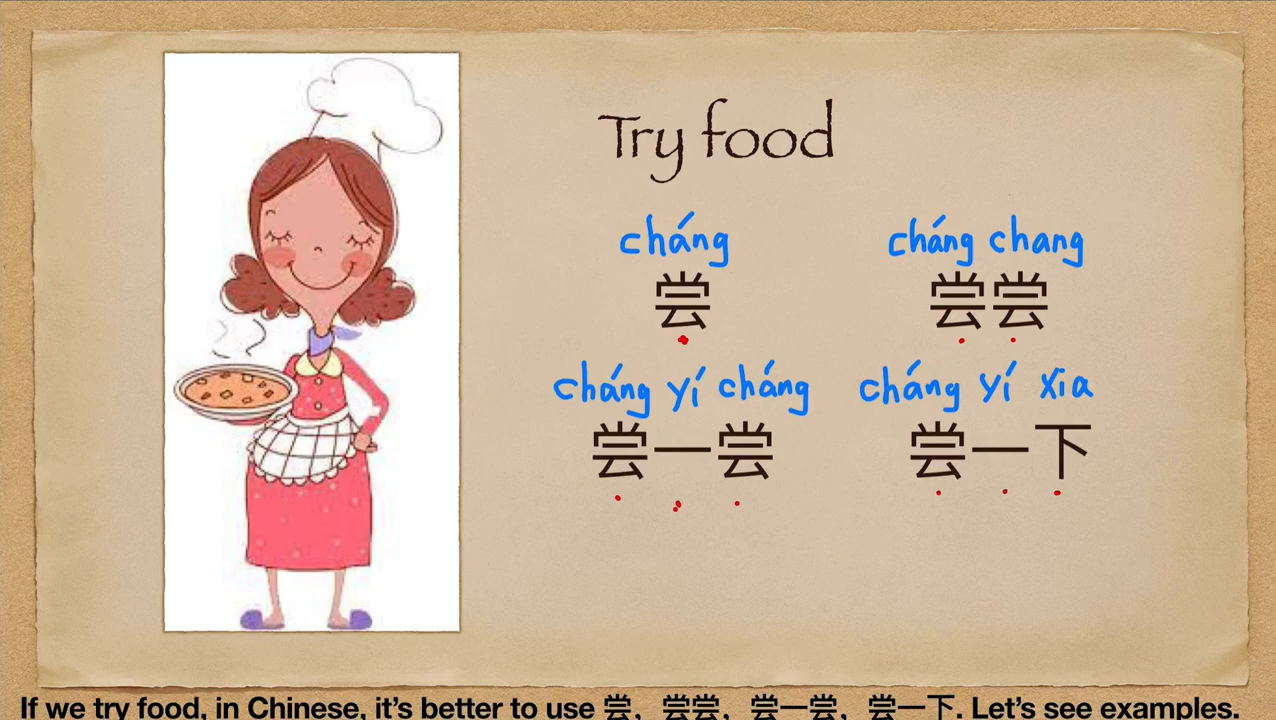 Try food
cháng
cháng chang
尝
尝尝
cháng yí cháng
cháng yí xia
尝一尝
尝一下
If we try food, in Chinese, it's better to use 尝，尝尝，尝一尝，尝一下. Let's see examples.